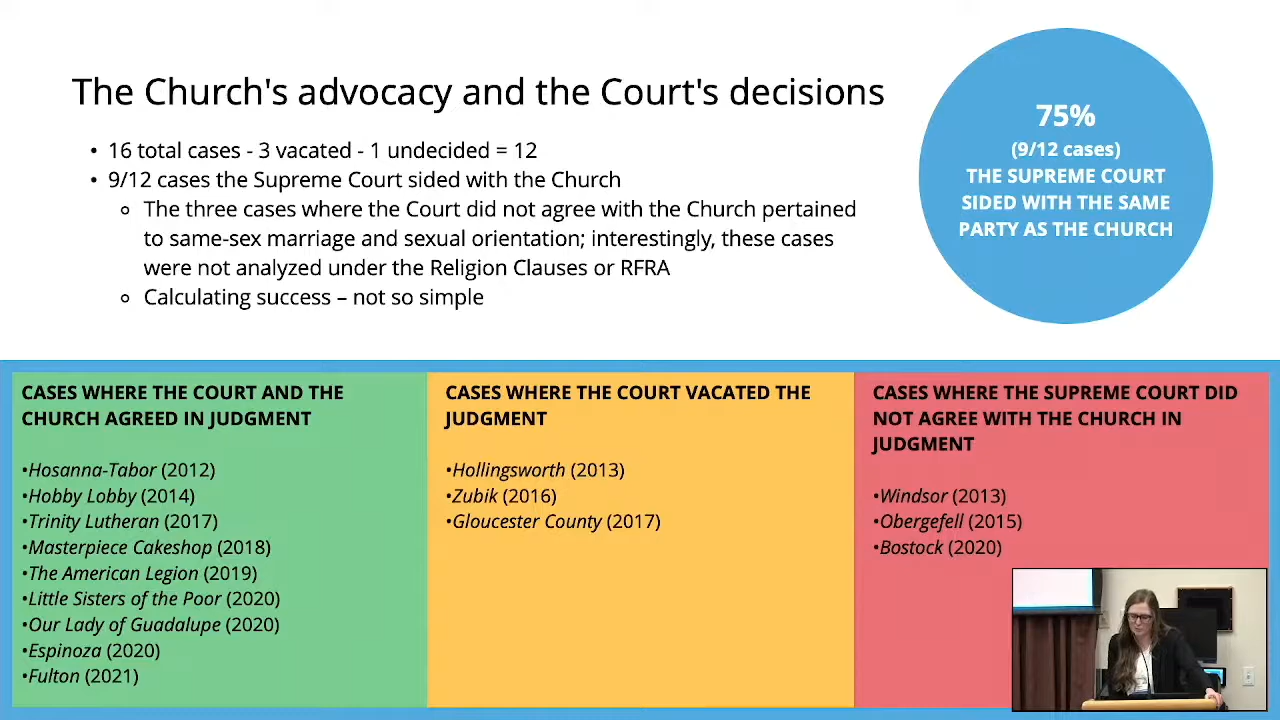 The Church's advocacy and the Court's decisions
• 16 total cases - 3 vacated - 1 undecided = 12
• 9/12 cases the Supreme Court sided with the Church
o The three cases where the Court did not agree with the Church pertained
to same-sex marriage and sexual orientation; interestingly, these cases
were not analyzed under the Religion Clauses or RFRA
o Calculating success – not so simple
75%
(9/12 cases)
THE SUPREME COURT
SIDED WITH THE SAME
PARTY AS THE CHURCH
CASES WHERE THE COURT AND THE
CHURCH AGREED IN JUDGMENT
•Hosanna-Tabor (2012)
•Hobby Lobby (2014)
•Trinity Lutheran (2017)
•Masterpiece Cakeshop (2018)
•The American Legion (2019)
•Little Sisters of the Poor (2020)
•Our Lady of Guadalupe (2020)
•Espinoza (2020)
•Fulton (2021)
CASES WHERE THE COURT VACATED THE
JUDGMENT
•Hollingsworth (2013)
•Zubik (2016)
•Gloucester County (2017)
CASES WHERE THE SUPREME COURT DID
NOT AGREE WITH THE CHURCH IN
JUDGMENT
•Windsor (2013)
•Obergefell (2015)
•Bostock (2020)